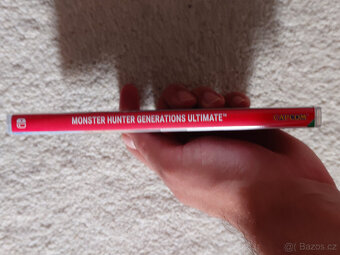 MONSTER HUNTER GENERATIONS ULTIMATE™
CAPCOM
Bazos.cz